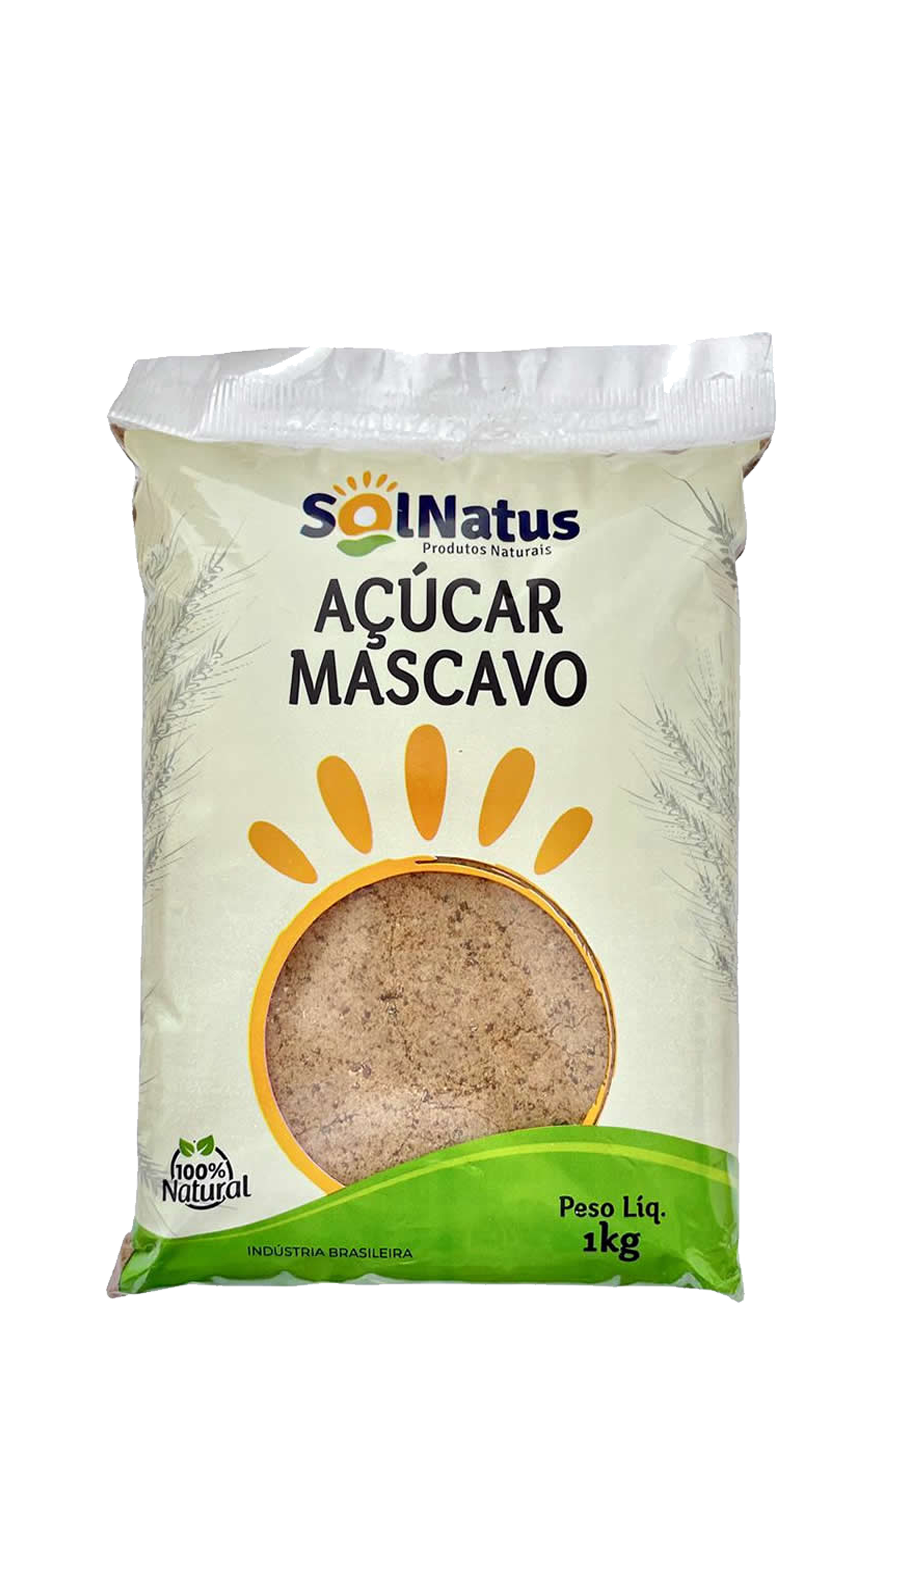 SolNatus
Produtos Naturais
AÇÚCAR
MASCAVO
100%
Natural
INDÚSTRIA BRASILEIRA
Peso Líq.
1kg